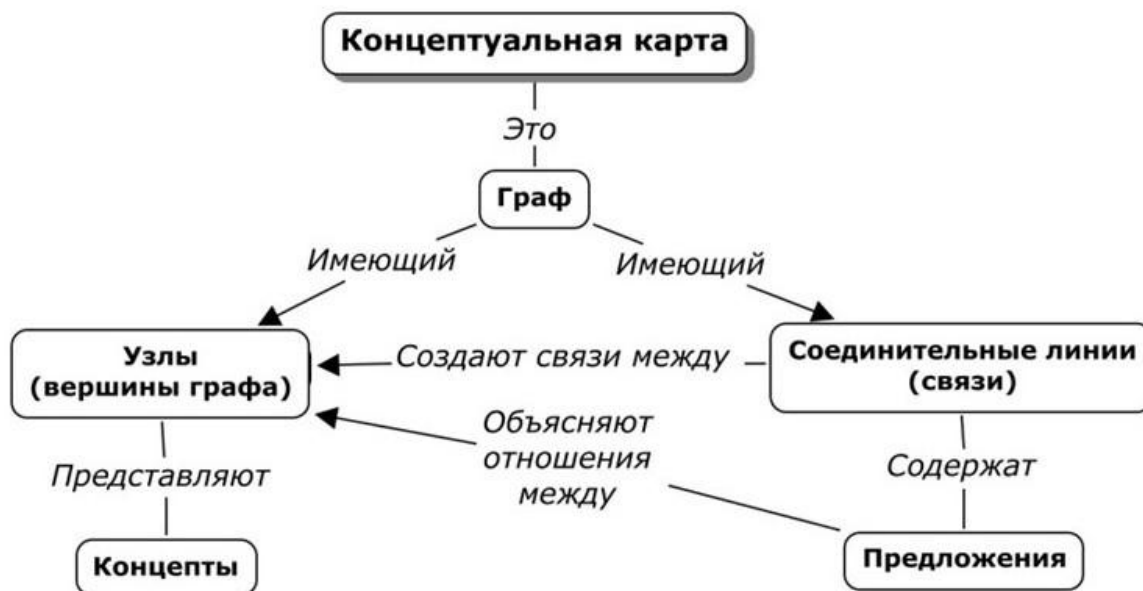 Концептуальная карта
Это
Граф
Имеющий
Имеющий
Узлы
(вершины графа)
Создают связи между
Соединительные линии
(связи)
Объясняют
отношения
между
Представляют
Содержат
Концепты
Предложения